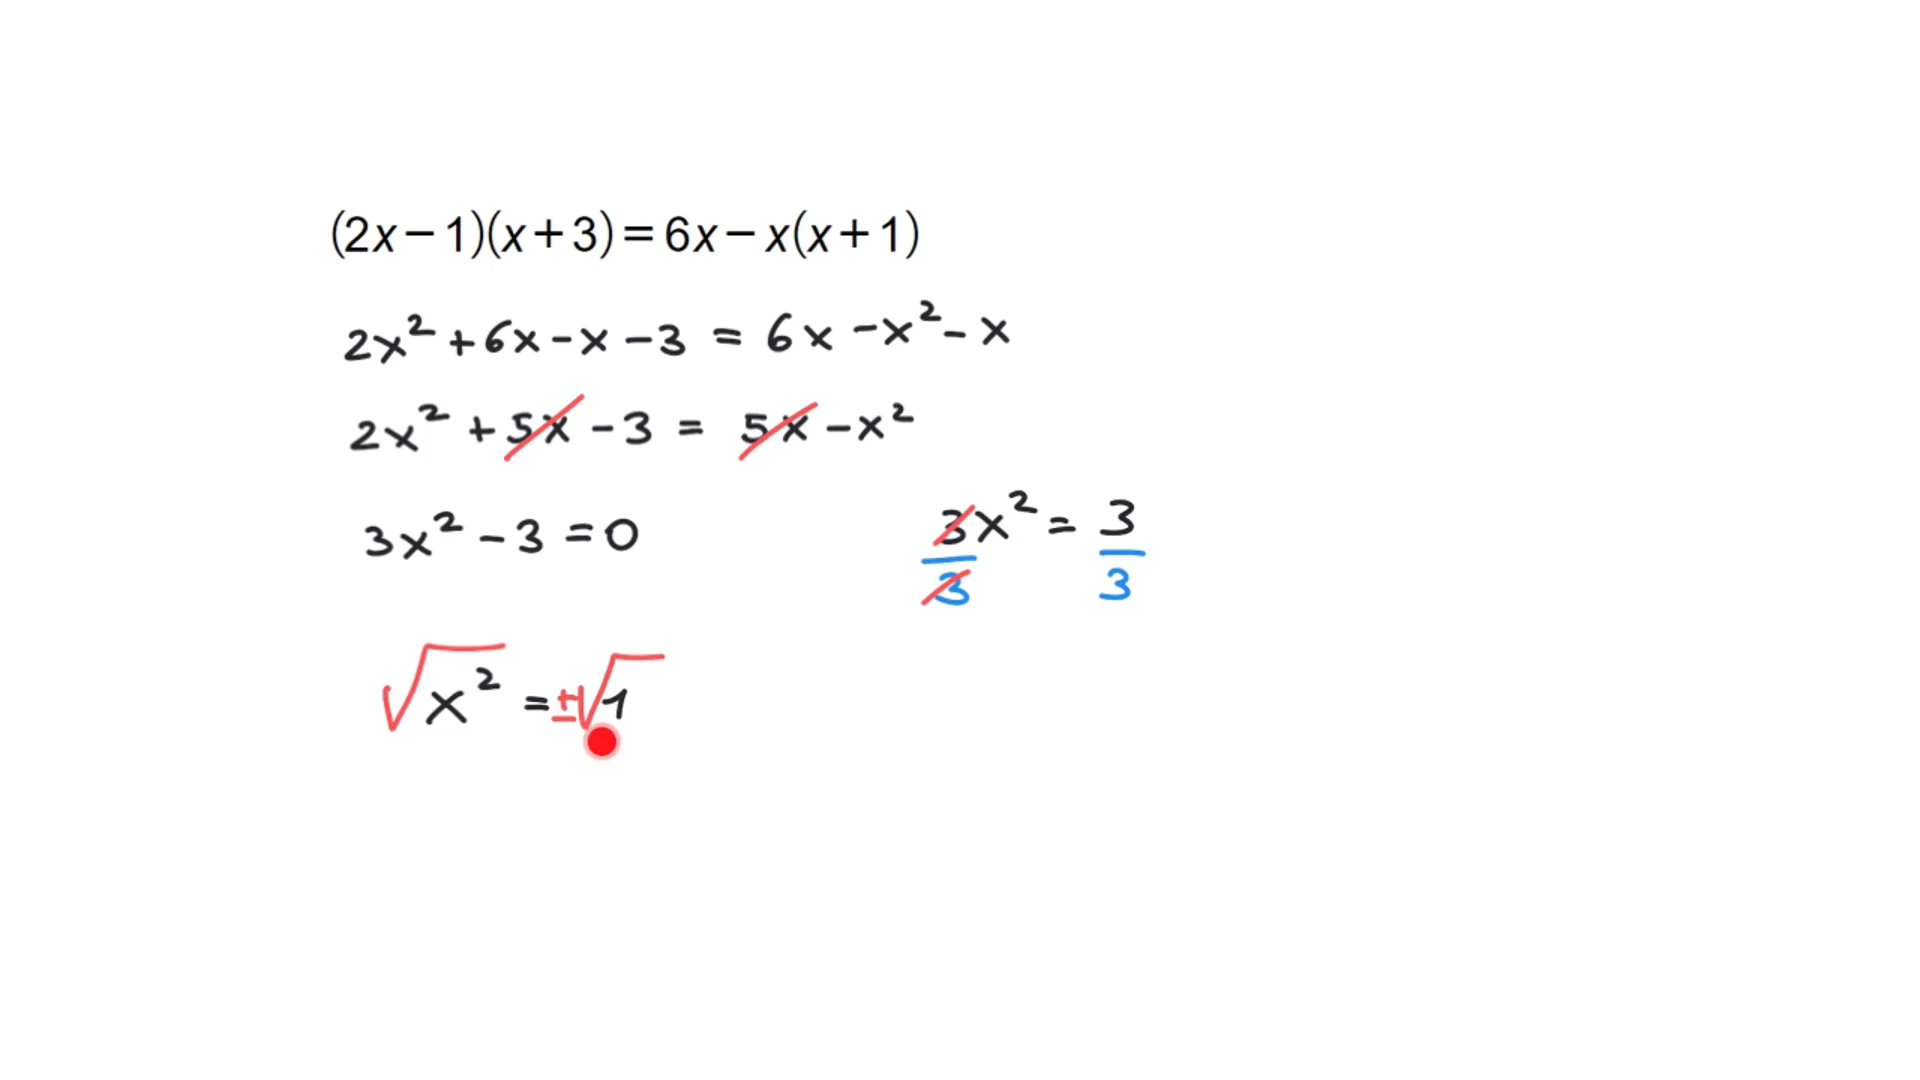 (2x−1)(x+3)=6x−x(x+1)
2x² + 6x − x − 3 = 6x − x² − x
2x² + 5x − 3 = 5x − x²
3x² − 3 = 0
3x² / 3 = 3 / 3
√x² = ±√1